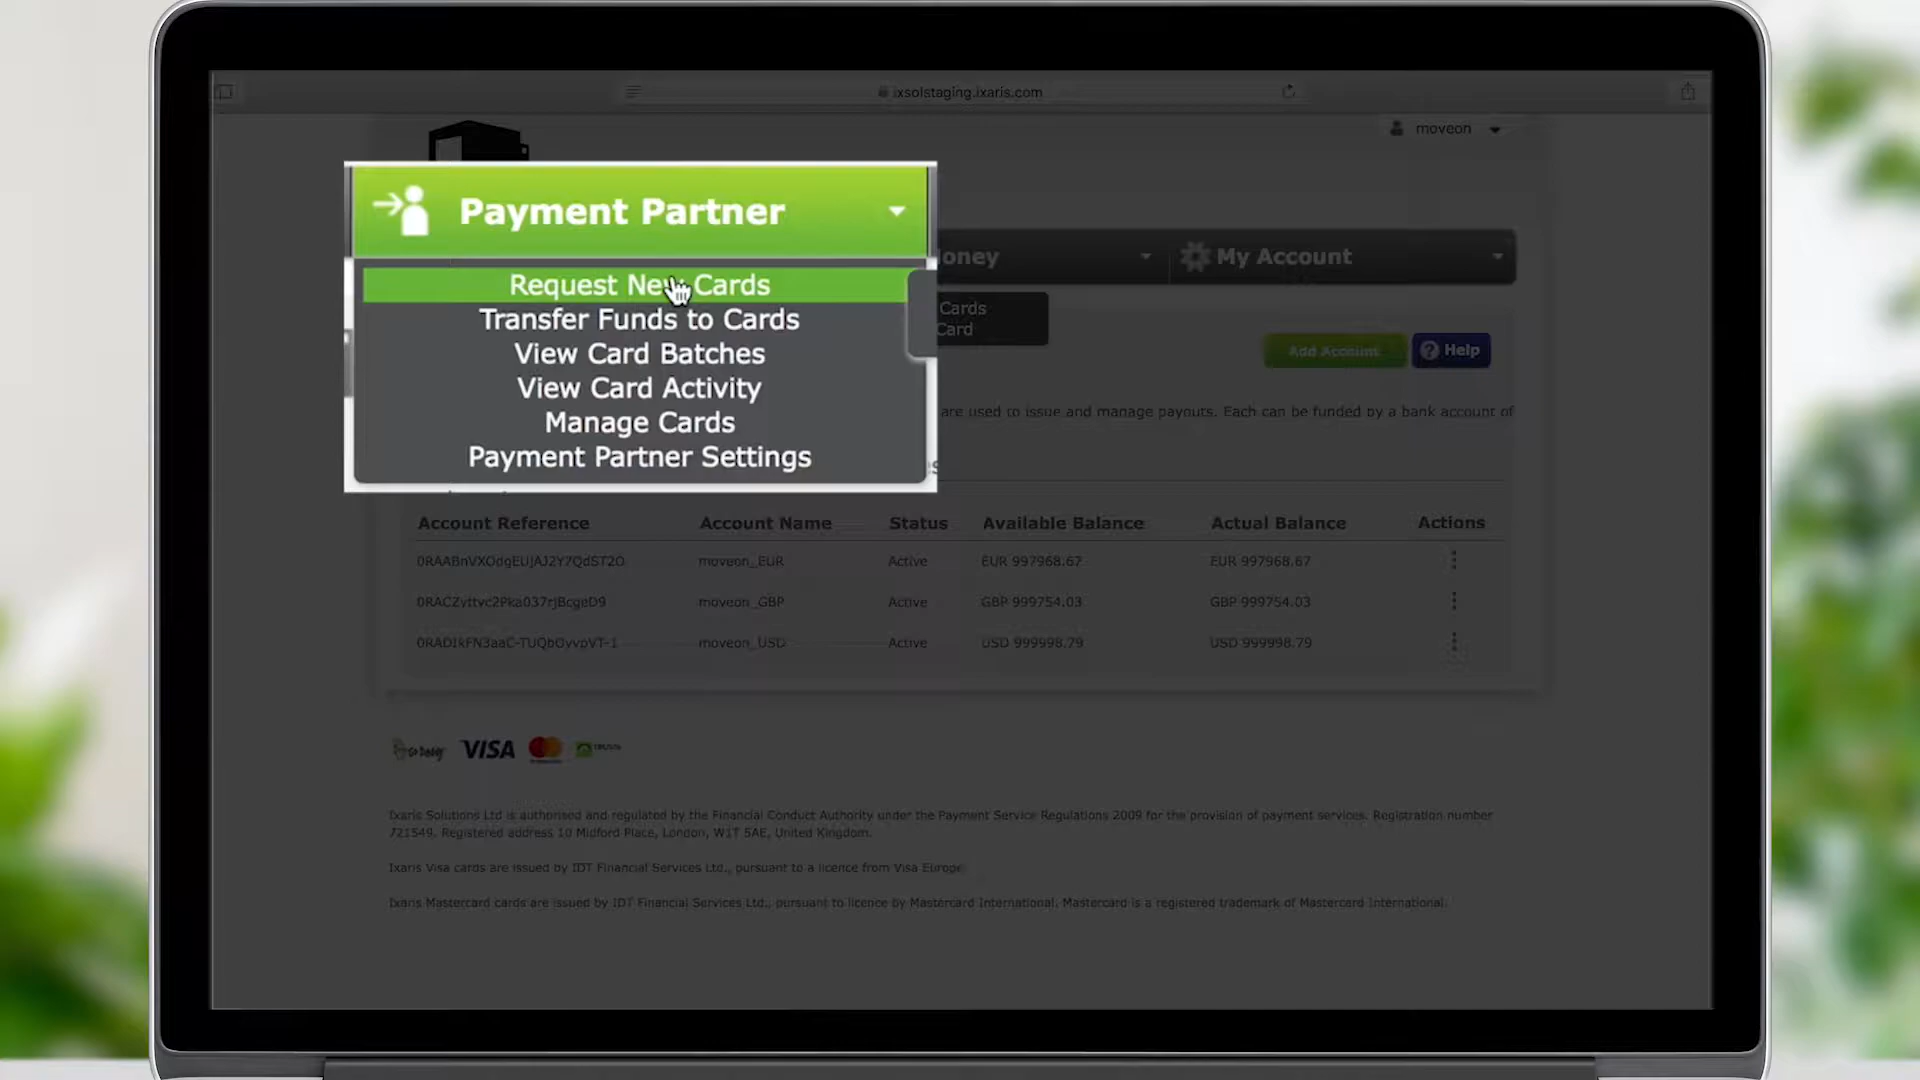 ixsolstaging.ixaris.com
moveon
Payment Partner
oney
My Account
Request New Cards
Transfer Funds to Cards
View Card Batches
View Card Activity
Manage Cards
Payment Partner Settings
Cards
Card
Add Account
Help
are used to issue and manage payouts. Each can be funded by a bank account of
Account Reference Account Name Status Available Balance Actual Balance Actions
moveon_EUR Active EUR 997968.67 EUR 997968.67
0RACZyttvc2Pka037rjBcgeD9 moveon_GBP Active GBP 999754.03 GBP 999754.03
moveon_USD Active USD 999998.79 USD 999998.79
Go Daddy VISA
Ixaris Solutions Ltd is authorised and regulated by the Financial Conduct Authority under the Payment Service Regulations 2009 for the provision of payment services. Registration number
721549. Registered address 10 Midford Place, London, W1T 5AE, United Kingdom.
Ixaris Visa cards are issued by IDT Financial Services Ltd., pursuant to a licence from Visa Europe.
Ixaris Mastercard cards are issued by IDT Financial Services Ltd., pursuant to licence by Mastercard International. Mastercard is a registered trademark of Mastercard International.